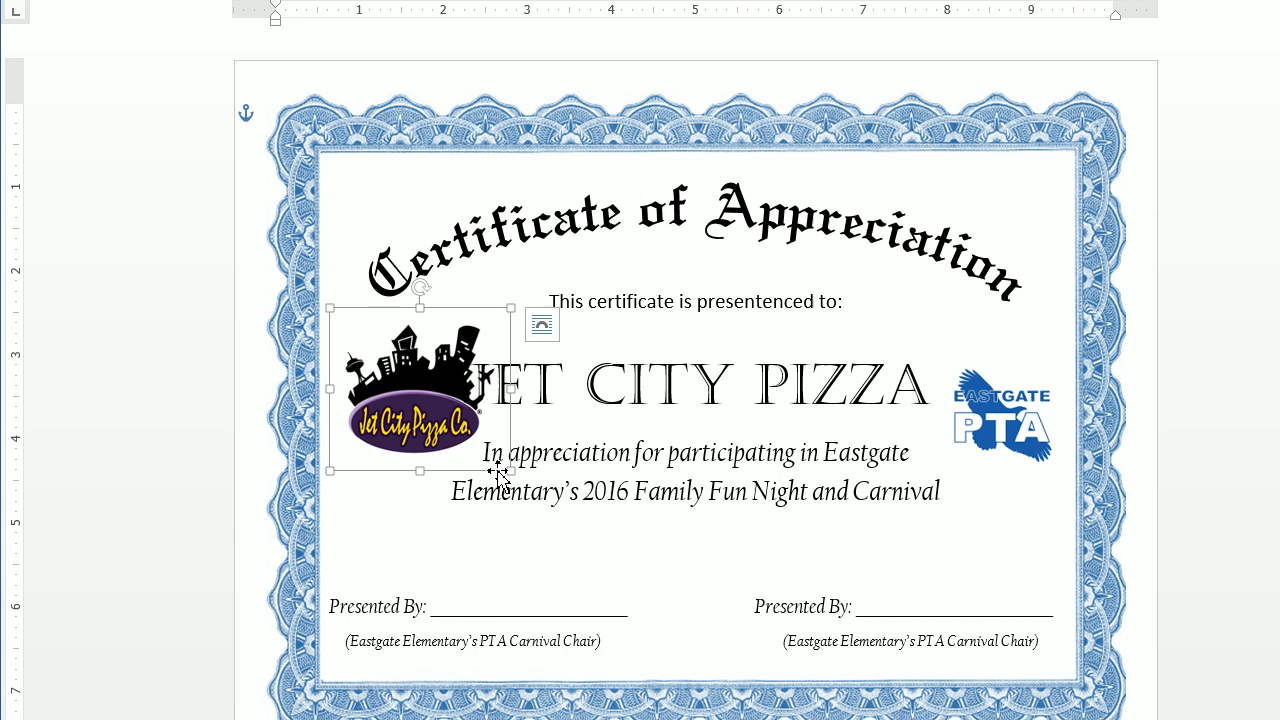 1 2 3 4 5 6 7 8 9
Certificate of Appreciation
This certificate is presentenced to:
JET CITY PIZZA
Jet City Pizza Co.
EASTGATE
PTA
In appreciation for participating in Eastgate
Elementary's 2016 Family Fun Night and Carnival
Presented By: ____________________ Presented By: ____________________
(Eastgate Elementary's PTA Carnival Chair) (Eastgate Elementary's PTA Carnival Chair)
1
2
3
4
5
6
7